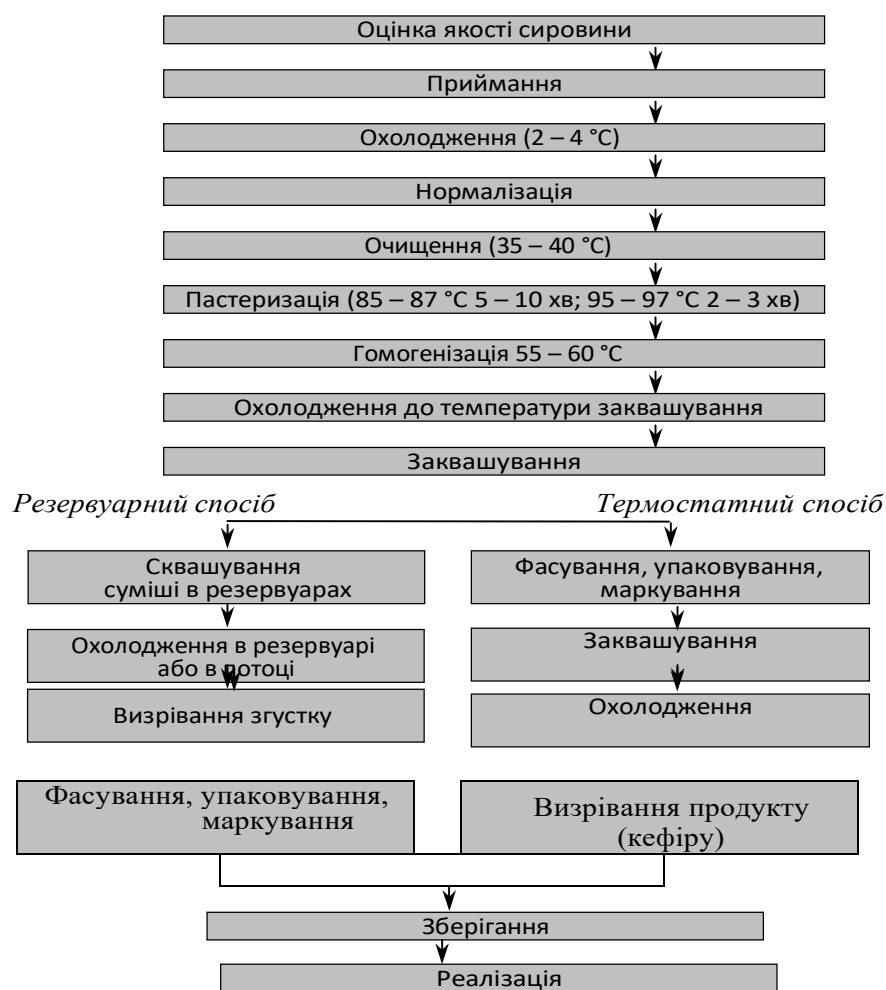 Оцінка якості сировини
Приймання
Охолодження (2 – 4 °С)
Нормалізація
Очищення (35 – 40 °С)
Пастеризація (85 – 87 °С 5 – 10 хв; 95 – 97 °С 2 – 3 хв)
Гомогенізація 55 – 60 °С
Охолодження до температури заквашування
Заквашування
Резервуарний спосіб
Термостатний спосіб
Сквашування
суміші в резервуарах
Фасування, упаковування,
маркування
Охолодження в резервуарі
або в потоці
Заквашування
Визрівання згустку
Охолодження
Фасування, упаковування,
маркування
Визрівання продукту
(кефіру)
Зберігання
Реалізація